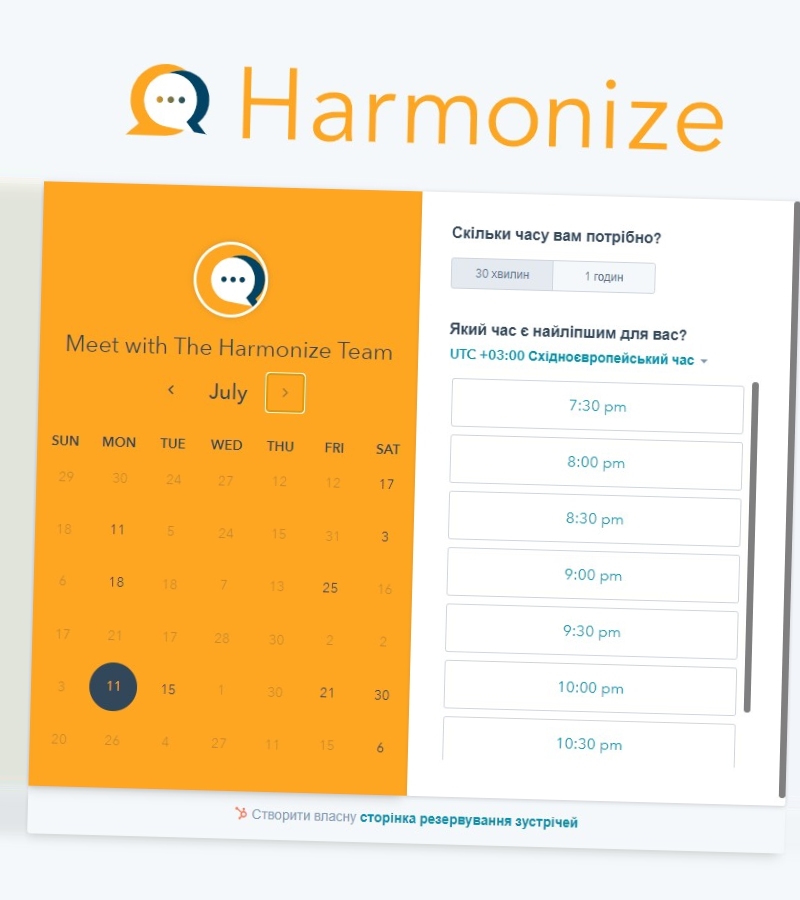 Harmonize
Meet with The Harmonize Team
July
SUN MON TUE WED THU FRI SAT
29 30 24 27 12 12 17
18 11 5 24 15 31 3
6 18 18 7 13 25 16
17 21 17 28 30 2 2
3 11 15 1 30 21 30
20 26 4 27 11 15 6
Скільки часу вам потрібно?
30 хвилин 1 годин
Який час є найліпшим для вас?
UTC +03:00 Східноєвропейський час
7:30 pm
8:00 pm
8:30 pm
9:00 pm
9:30 pm
10:00 pm
10:30 pm
Створити власну сторінка резервування зустрічей